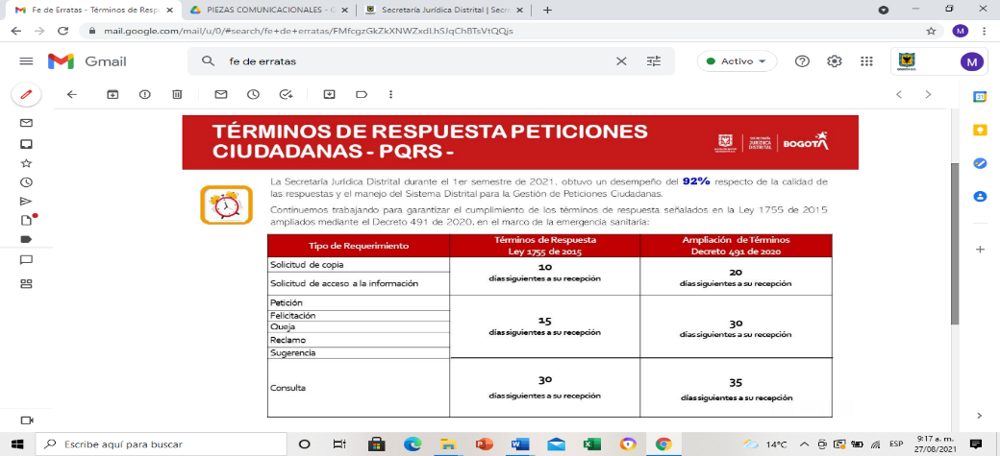 Fe de Erratas - Términos de Resp
PIEZAS COMUNICACIONALES - G
Secretaría Jurídica Distrital | Secre
mail.google.com/mail/u/0/#search/fe+de+erratas/FMfcgzGkZkXNWZxdLhSJqChBTsVtQQjs
M
Gmail
fe de erratas
Activo
M
TÉRMINOS DE RESPUESTA PETICIONES
CIUDADANAS - PQRS -
SECRETARÍA
JURÍDICA
DISTRITAL
BOGOTÁ
La Secretaría Jurídica Distrital durante el 1er semestre de 2021, obtuvo un desempeño del 92% respecto de la calidad de
las respuestas y el manejo del Sistema Distrital para la Gestión de Peticiones Ciudadanas.
Continuemos trabajando para garantizar el cumplimiento de los términos de respuesta señalados en la Ley 1755 de 2015
ampliados mediante el Decreto 491 de 2020, en el marco de la emergencia sanitaria:
Tipo de Requerimiento
Términos de Respuesta
Ley 1755 de 2015
Ampliación de Términos
Decreto 491 de 2020
Solicitud de copia
Solicitud de acceso a la información
10
días siguientes a su recepción
20
días siguientes a su recepción
Petición
Felicitación
Queja
Reclamo
Sugerencia
15
días siguientes a su recepción
30
días siguientes a su recepción
Consulta
30
días siguientes a su recepción
35
días siguientes a su recepción
Escribe aquí para buscar
14°C
ESP
9:17 a. m.
27/08/2021